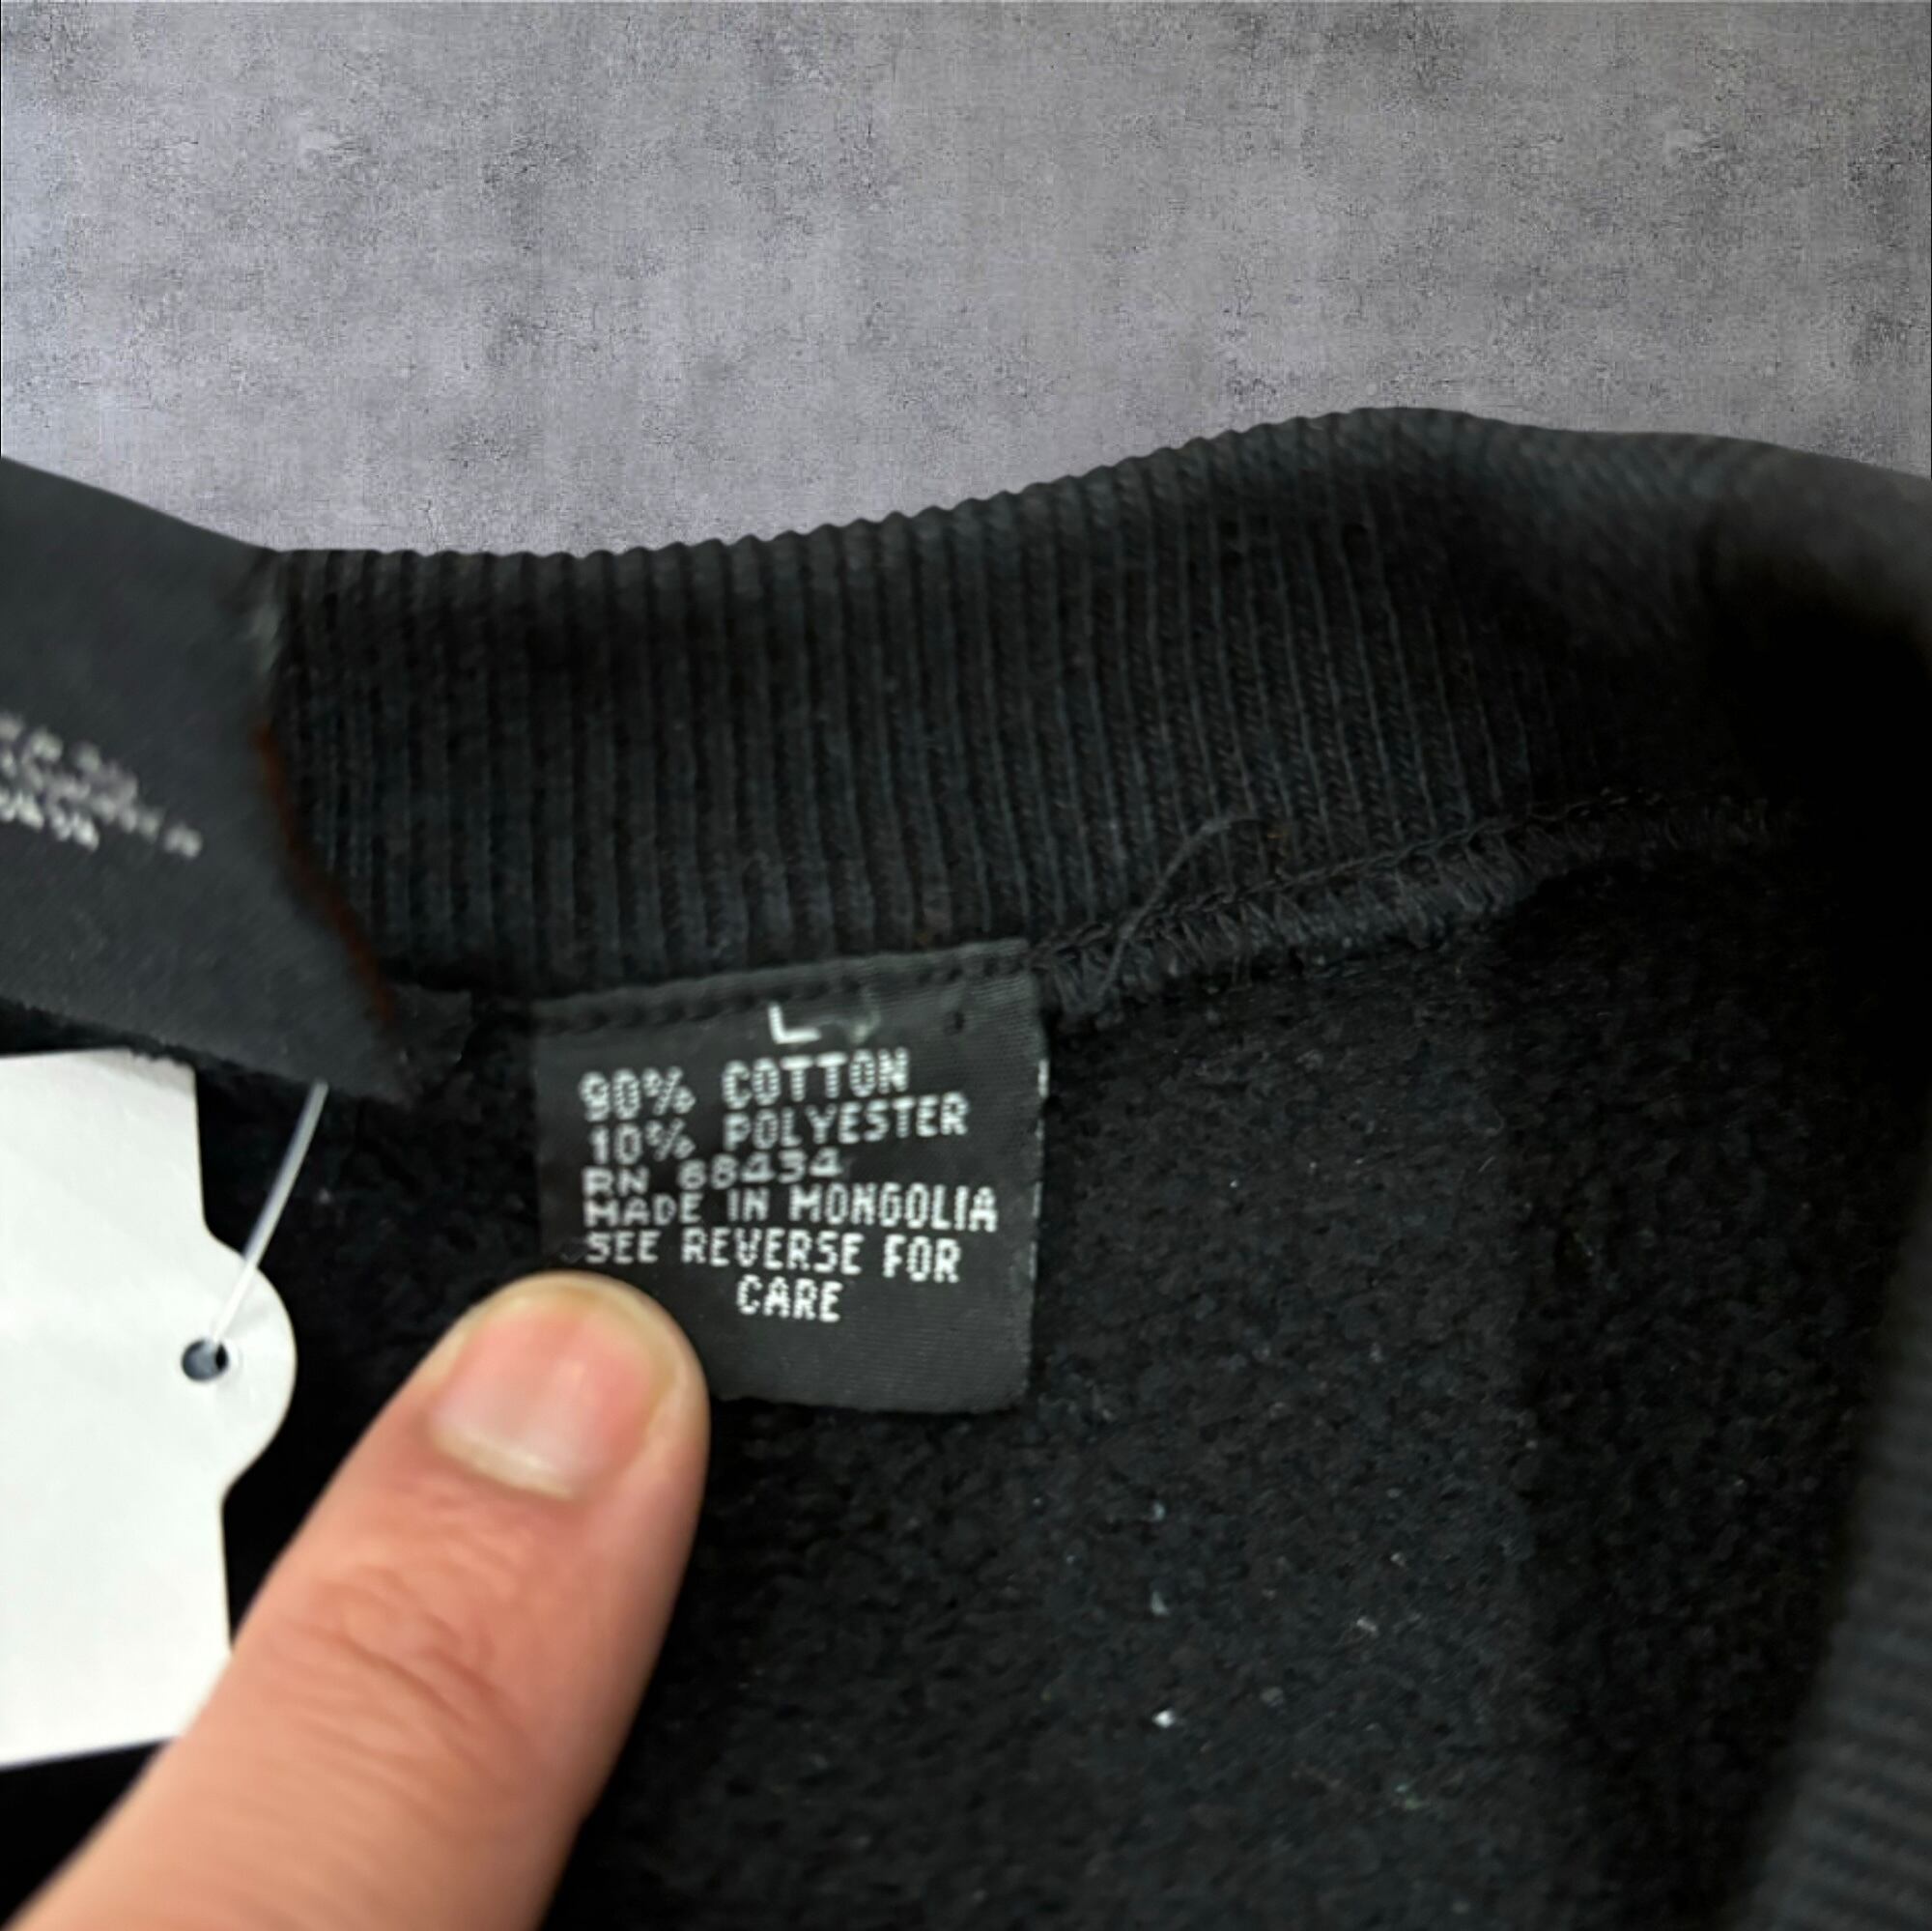 L
90% COTTON
10% POLYESTER
RN 68434
MADE IN MONGOLIA
SEE REVERSE FOR
CARE